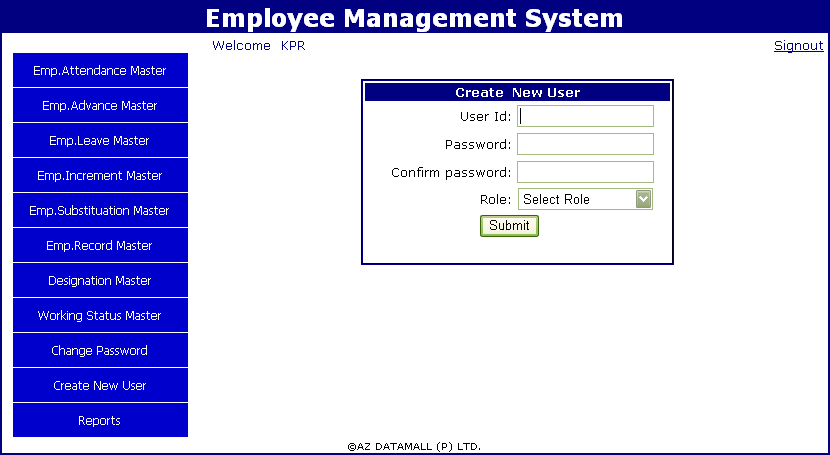 Employee Management System
Welcome KPR
Signout
Emp.Attendance Master
Emp.Advance Master
Emp.Leave Master
Emp.Increment Master
Emp.Substituation Master
Emp.Record Master
Designation Master
Working Status Master
Change Password
Create New User
Reports
Create New User
User Id:
Password:
Confirm password:
Role: Select Role
Submit
©AZ DATAMALL (P) LTD.